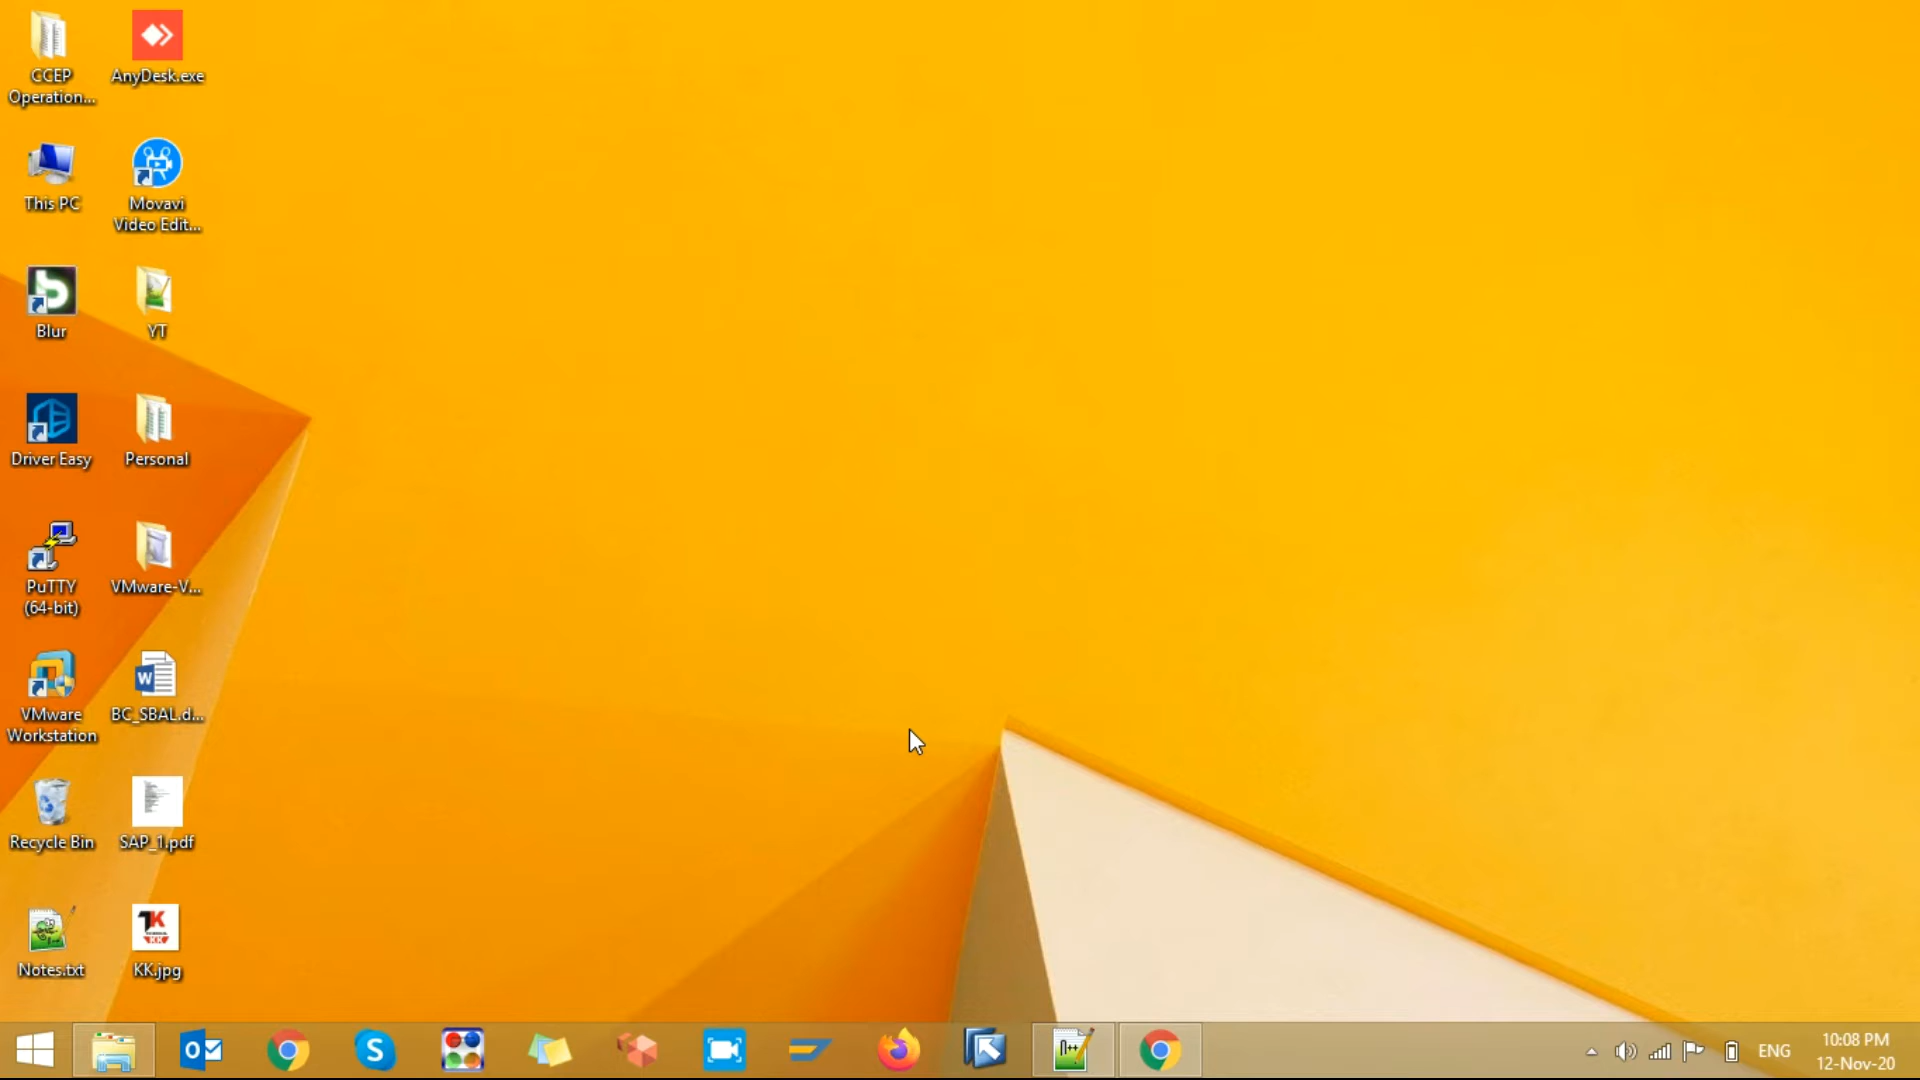 CCEP
Operation...
AnyDesk.exe
This PC
Movavi
Video Edit...
Blur
YT
Driver Easy
Personal
PuTTY
(64-bit)
VMware-V...
VMware
Workstation
BC_SBAL.d...
Recycle Bin
SAP_1.pdf
Notes.txt
KK.jpg
ENG
10:08 PM
12-Nov-20